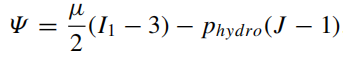 Ψ = μ/2 (I₁ − 3) − p_hydro(J − 1)